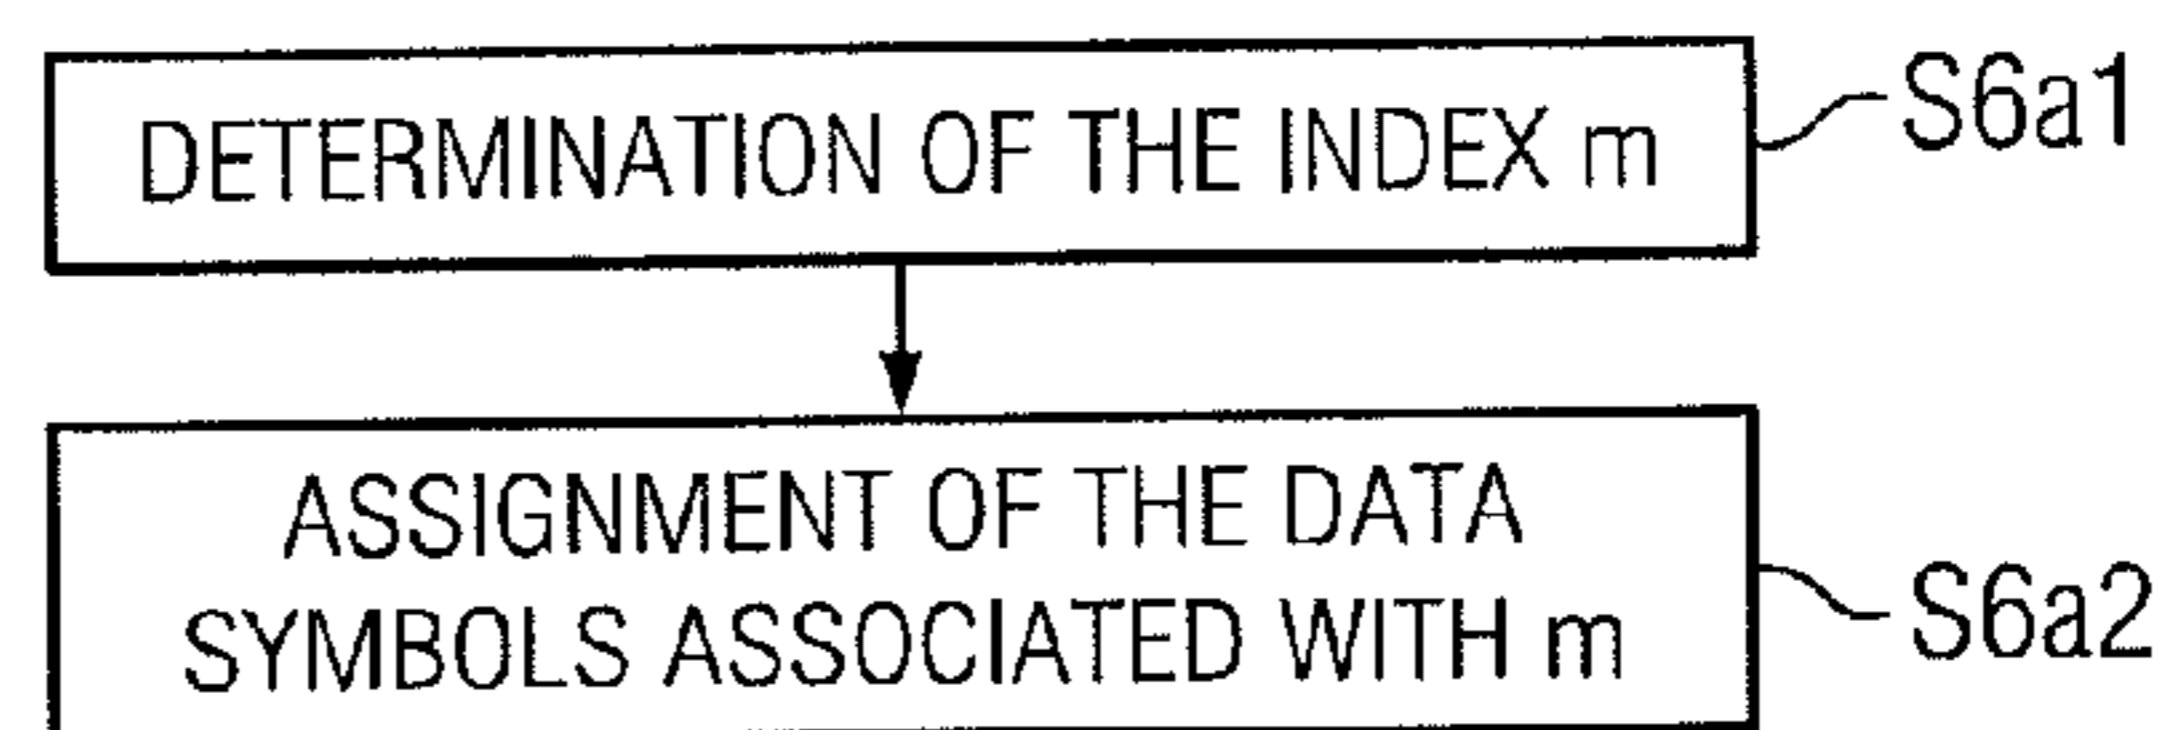 DETERMINATION OF THE INDEX m
S6a1
ASSIGNMENT OF THE DATA
SYMBOLS ASSOCIATED WITH m
S6a2